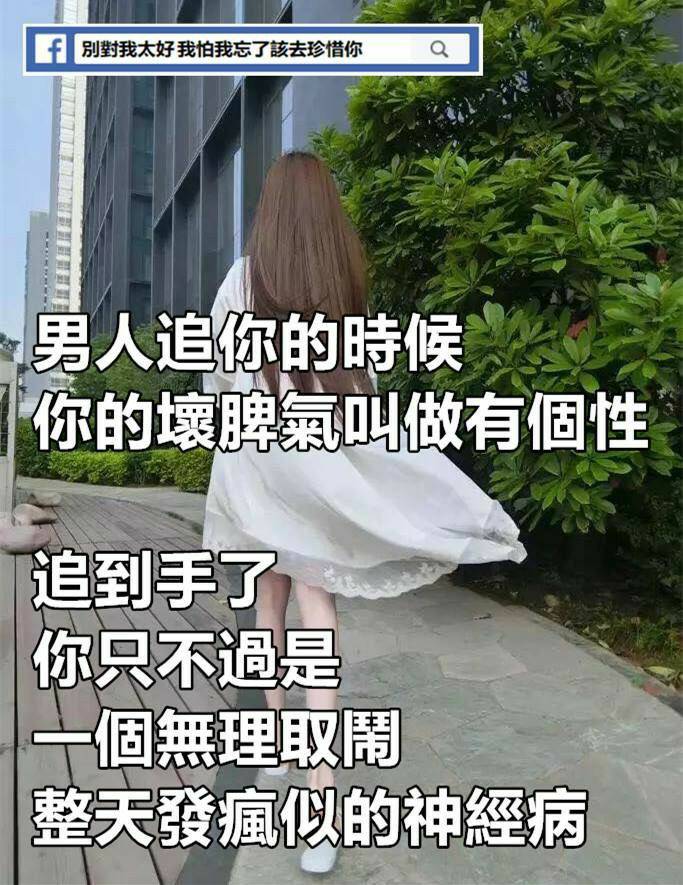 別對我太好 我怕我忘了該去珍惜你
男人追你的時候
你的壞脾氣叫做有個性
追到手了
你只不過是
一個無理取鬧
整天發瘋似的神經病